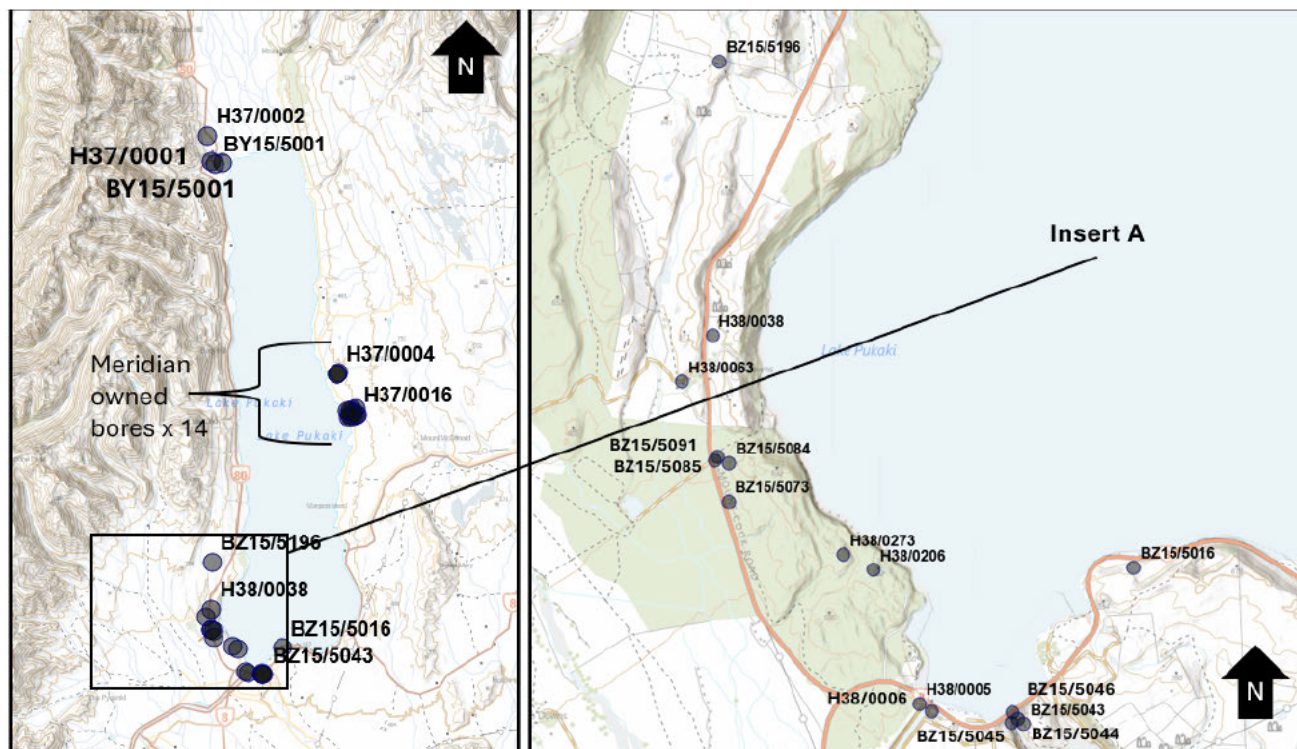 N
80
H37/0002
BY15/5001
H37/0001
BY15/5001
H37/0004
Meridian
owned
bores x 14
H37/0016
Lake Pukaki
Lake Pukaki
80
BZ15/5196
H38/0038
BZ15/5016
BZ15/5043
8
BZ15/5196
Insert A
H38/0038
Lake Pukaki
H38/0063
BZ15/5091
BZ15/5084
BZ15/5085
BZ15/5073
H38/0273
H38/0206
BZ15/5016
H38/0005
H38/0006
BZ15/5046
BZ15/5043
BZ15/5045
BZ15/5044
N